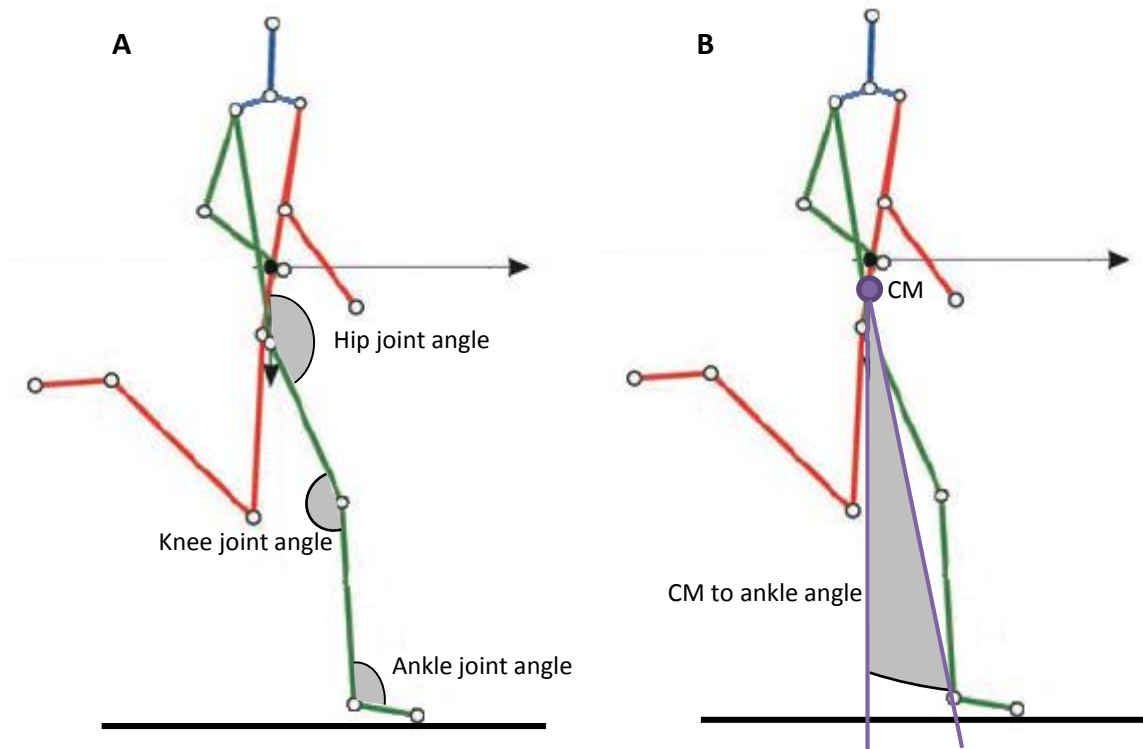 A
Hip joint angle
Knee joint angle
Ankle joint angle
B
CM
CM to ankle angle